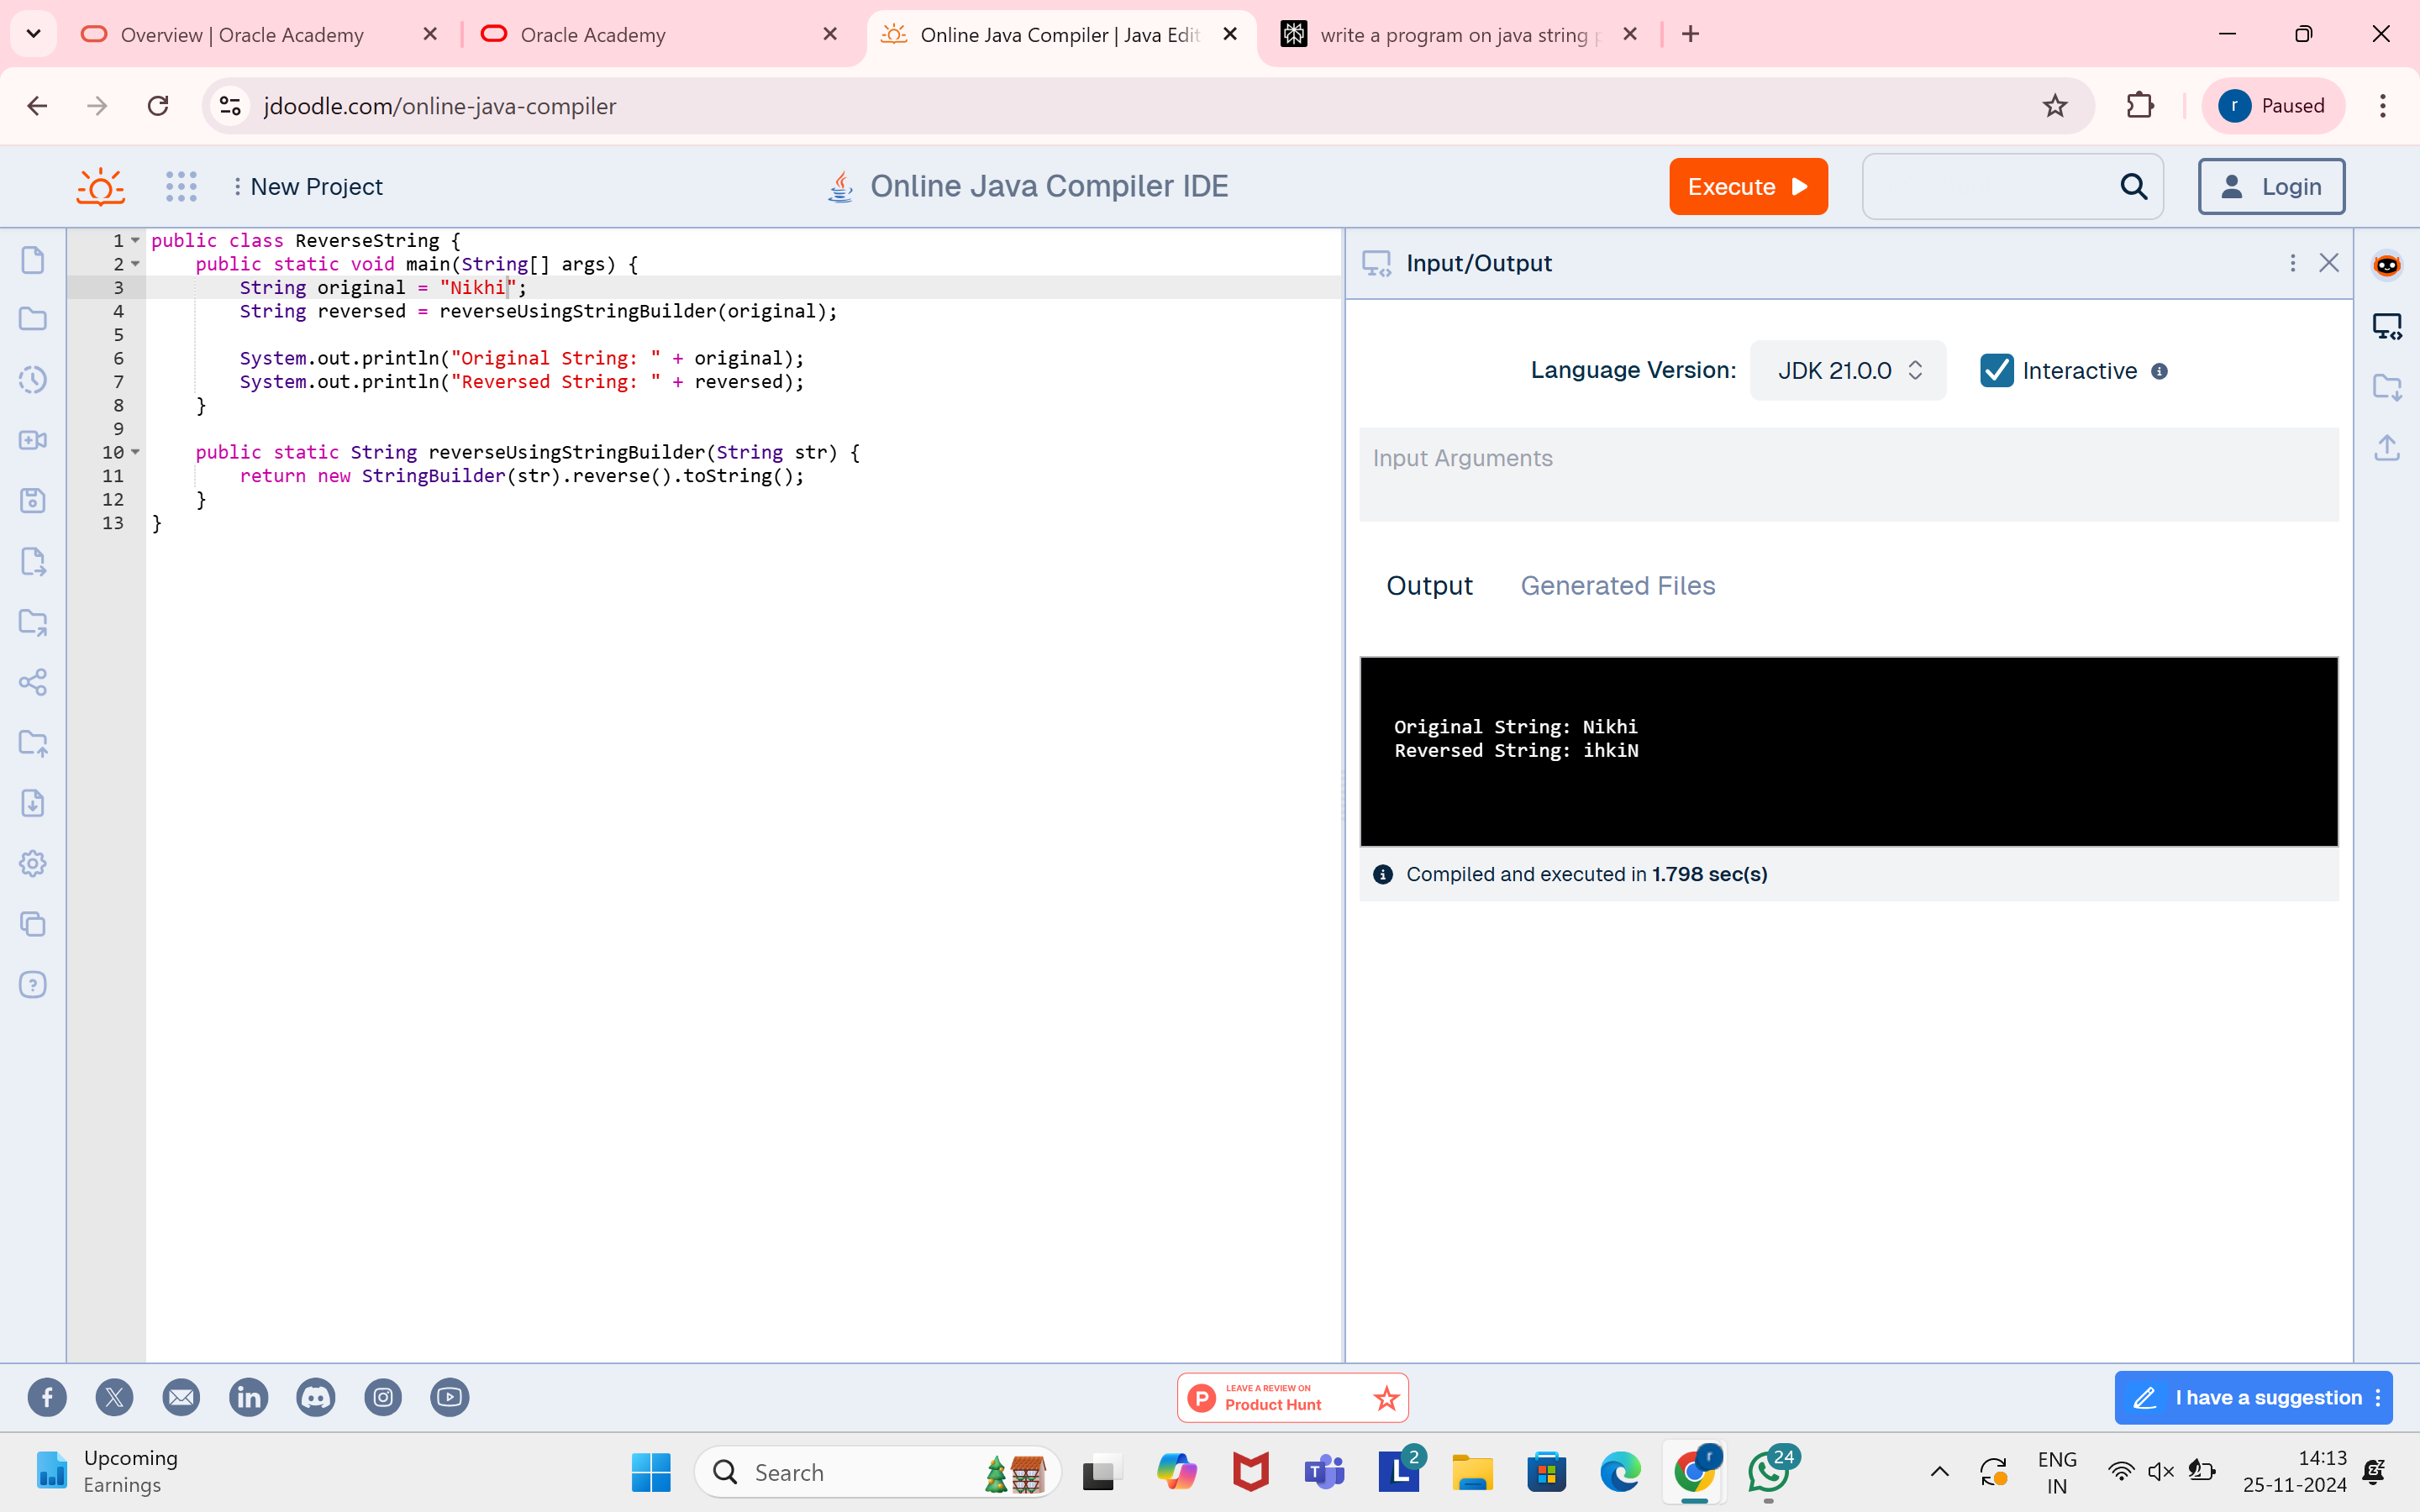 Overview | Oracle Academy
Oracle Academy
Online Java Compiler | Java Edit
write a program on java string p
jdoodle.com/online-java-compiler
r Paused
New Project
Online Java Compiler IDE
Execute
Login
1 public class ReverseString {
2     public static void main(String[] args) {
3         String original = "Nikhi";
4         String reversed = reverseUsingStringBuilder(original);
5
6         System.out.println("Original String: " + original);
7         System.out.println("Reversed String: " + reversed);
8     }
9
10     public static String reverseUsingStringBuilder(String str) {
11         return new StringBuilder(str).reverse().toString();
12     }
13 }
Input/Output
Language Version: JDK 21.0.0 Interactive
Input Arguments
Output Generated Files
Original String: Nikhi
Reversed String: ihkiN
Compiled and executed in 1.798 sec(s)
LEAVE A REVIEW ON
Product Hunt
I have a suggestion
Upcoming
Earnings
Search
2
r
24
ENG
IN
14:13
25-11-2024